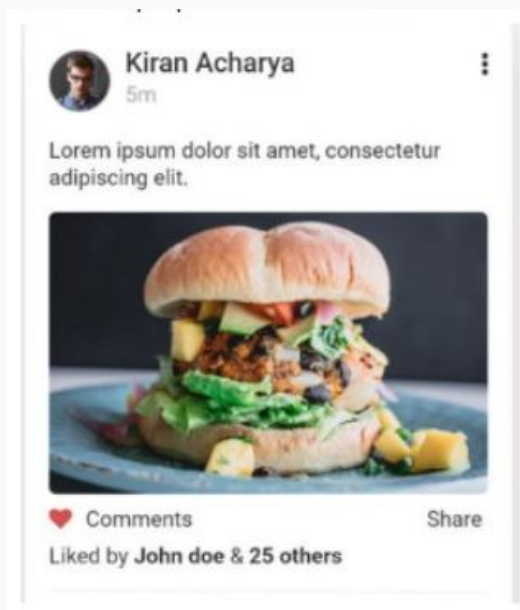 Kiran Acharya
5m
Lorem ipsum dolor sit amet, consectetur
adipiscing elit.
Comments
Share
Liked by John doe & 25 others